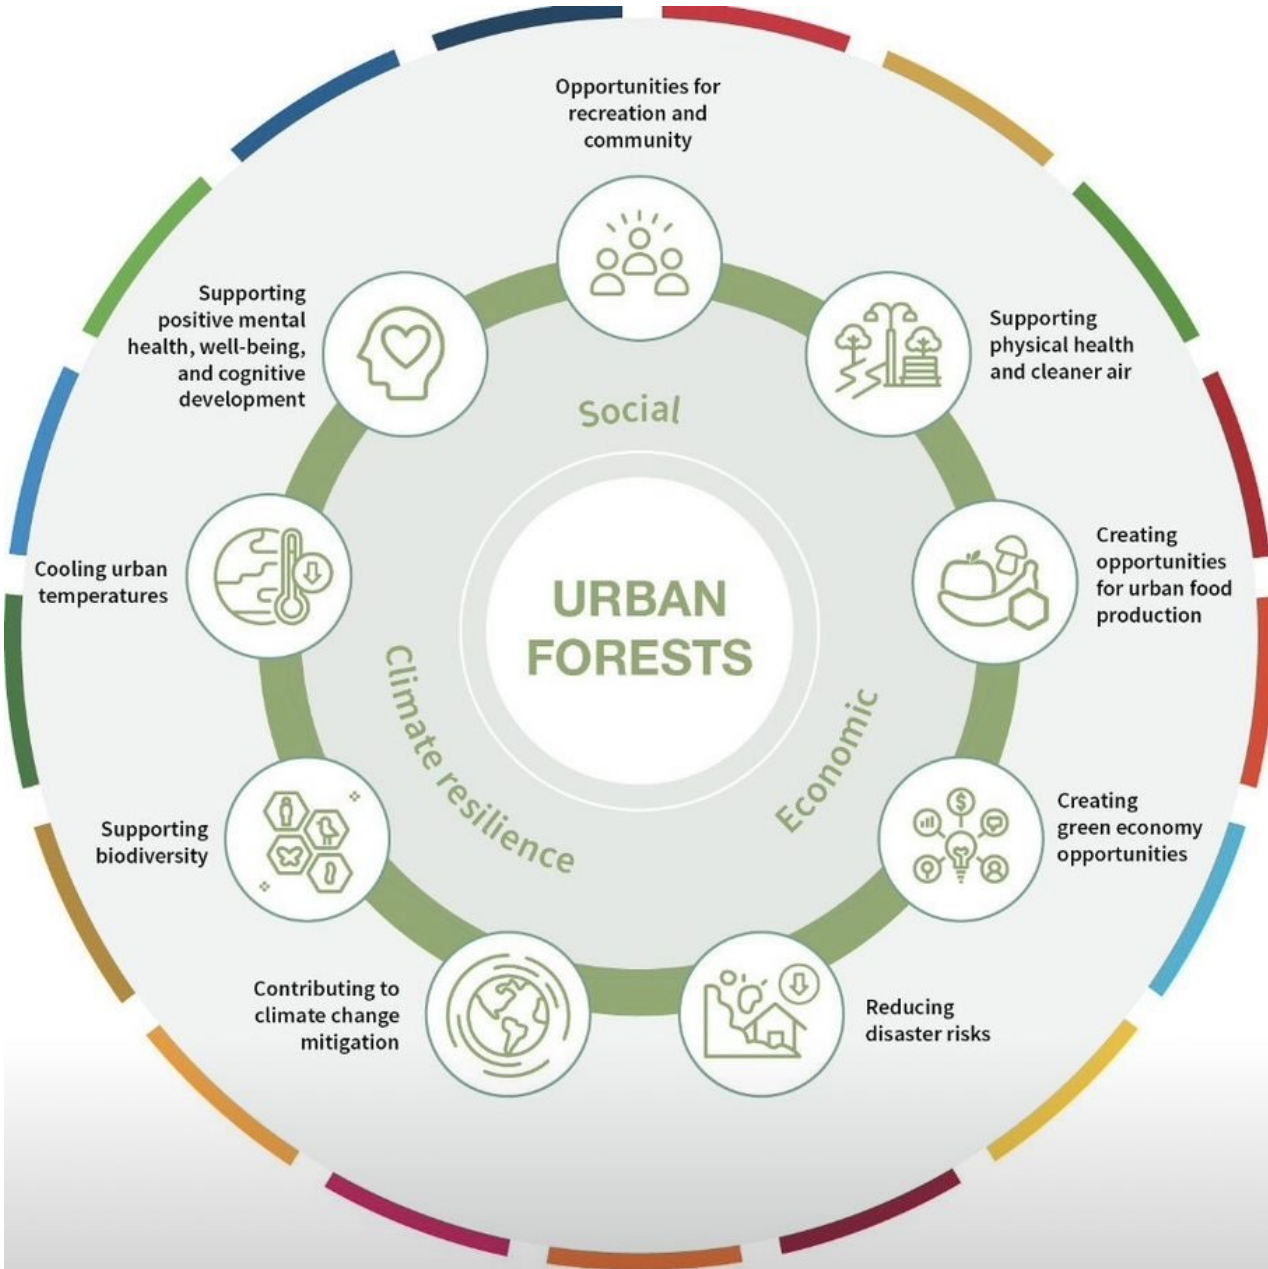 Opportunities for
recreation and
community
Supporting
positive mental
health, well-being,
and cognitive
development
Supporting
physical health
and cleaner air
Social
Creating
opportunities
for urban food
production
Cooling urban
temperatures
URBAN
FORESTS
Climate resilience
Economic
Creating
green economy
opportunities
Supporting
biodiversity
Contributing to
climate change
mitigation
Reducing
disaster risks
$